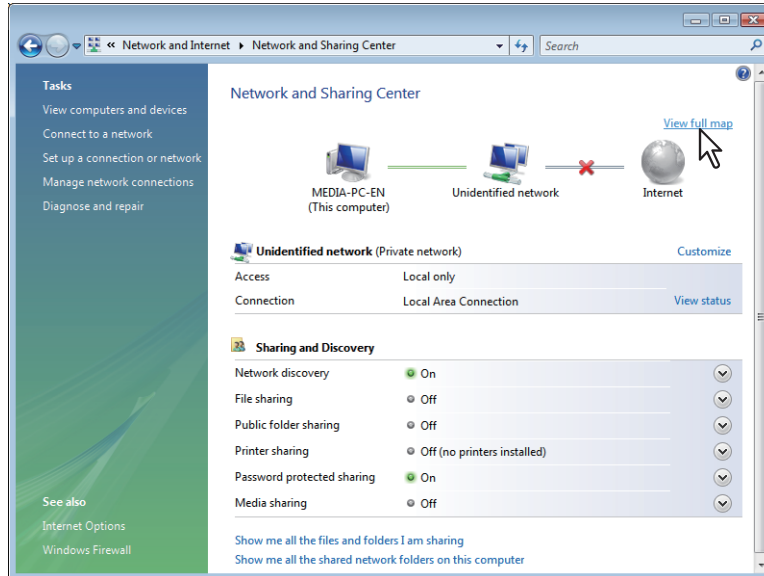 « Network and Internet ▸ Network and Sharing Center
Search
Tasks
View computers and devices
Connect to a network
Set up a connection or network
Manage network connections
Diagnose and repair
See also
Internet Options
Windows Firewall
Network and Sharing Center
View full map
MEDIA-PC-EN
(This computer)
Unidentified network
Internet
Unidentified network (Private network) Customize
Access Local only
Connection Local Area Connection View status
Sharing and Discovery
Network discovery On
File sharing Off
Public folder sharing Off
Printer sharing Off (no printers installed)
Password protected sharing On
Media sharing Off
Show me all the files and folders I am sharing
Show me all the shared network folders on this computer